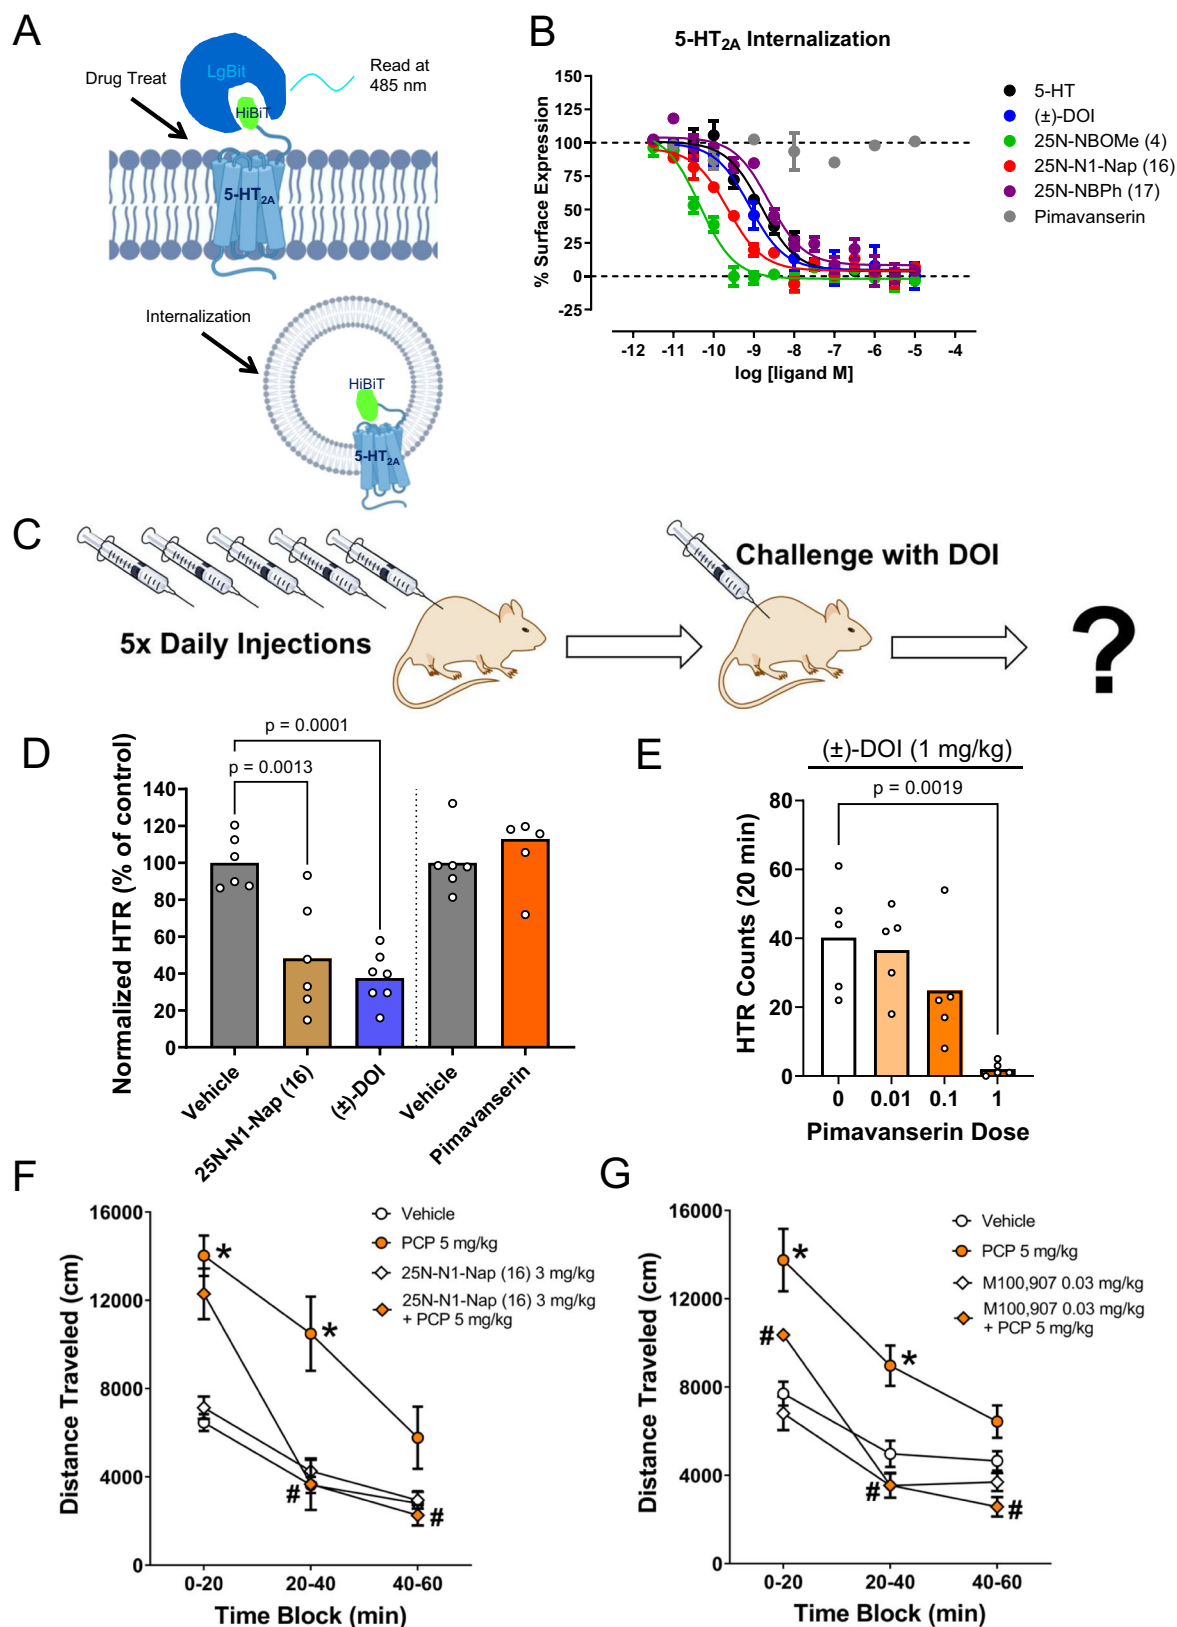 A
Drug Treat
LgBit
HiBiT
Read at
485 nm
5-HT2A
Internalization
HiBiT
5-HT2A
B
5-HT2A Internalization
% Surface Expression
150
125
100
75
50
25
0
-25
-12 -11 -10 -9 -8 -7 -6 -5 -4
log [ligand M]
5-HT
(±)-DOI
25N-NBOMe (4)
25N-N1-Nap (16)
25N-NBPh (17)
Pimavanserin
C
5x Daily Injections
Challenge with DOI
?
D
p = 0.0001
p = 0.0013
Normalized HTR (% of control)
140
120
100
80
60
40
20
0
Vehicle
25N-N1-Nap (16)
(±)-DOI
Vehicle
Pimavanserin
E
(±)-DOI (1 mg/kg)
p = 0.0019
HTR Counts (20 min)
80
60
40
20
0
0 0.01 0.1 1
Pimavanserin Dose
F
Distance Traveled (cm)
16000
12000
8000
4000
0
Vehicle
PCP 5 mg/kg
25N-N1-Nap (16) 3 mg/kg
25N-N1-Nap (16) 3 mg/kg
+ PCP 5 mg/kg
*
*
#
#
0-20 20-40 40-60
Time Block (min)
G
Distance Traveled (cm)
16000
12000
8000
4000
0
Vehicle
PCP 5 mg/kg
M100,907 0.03 mg/kg
M100,907 0.03 mg/kg
+ PCP 5 mg/kg
*
#
*
#
#
0-20 20-40 40-60
Time Block (min)